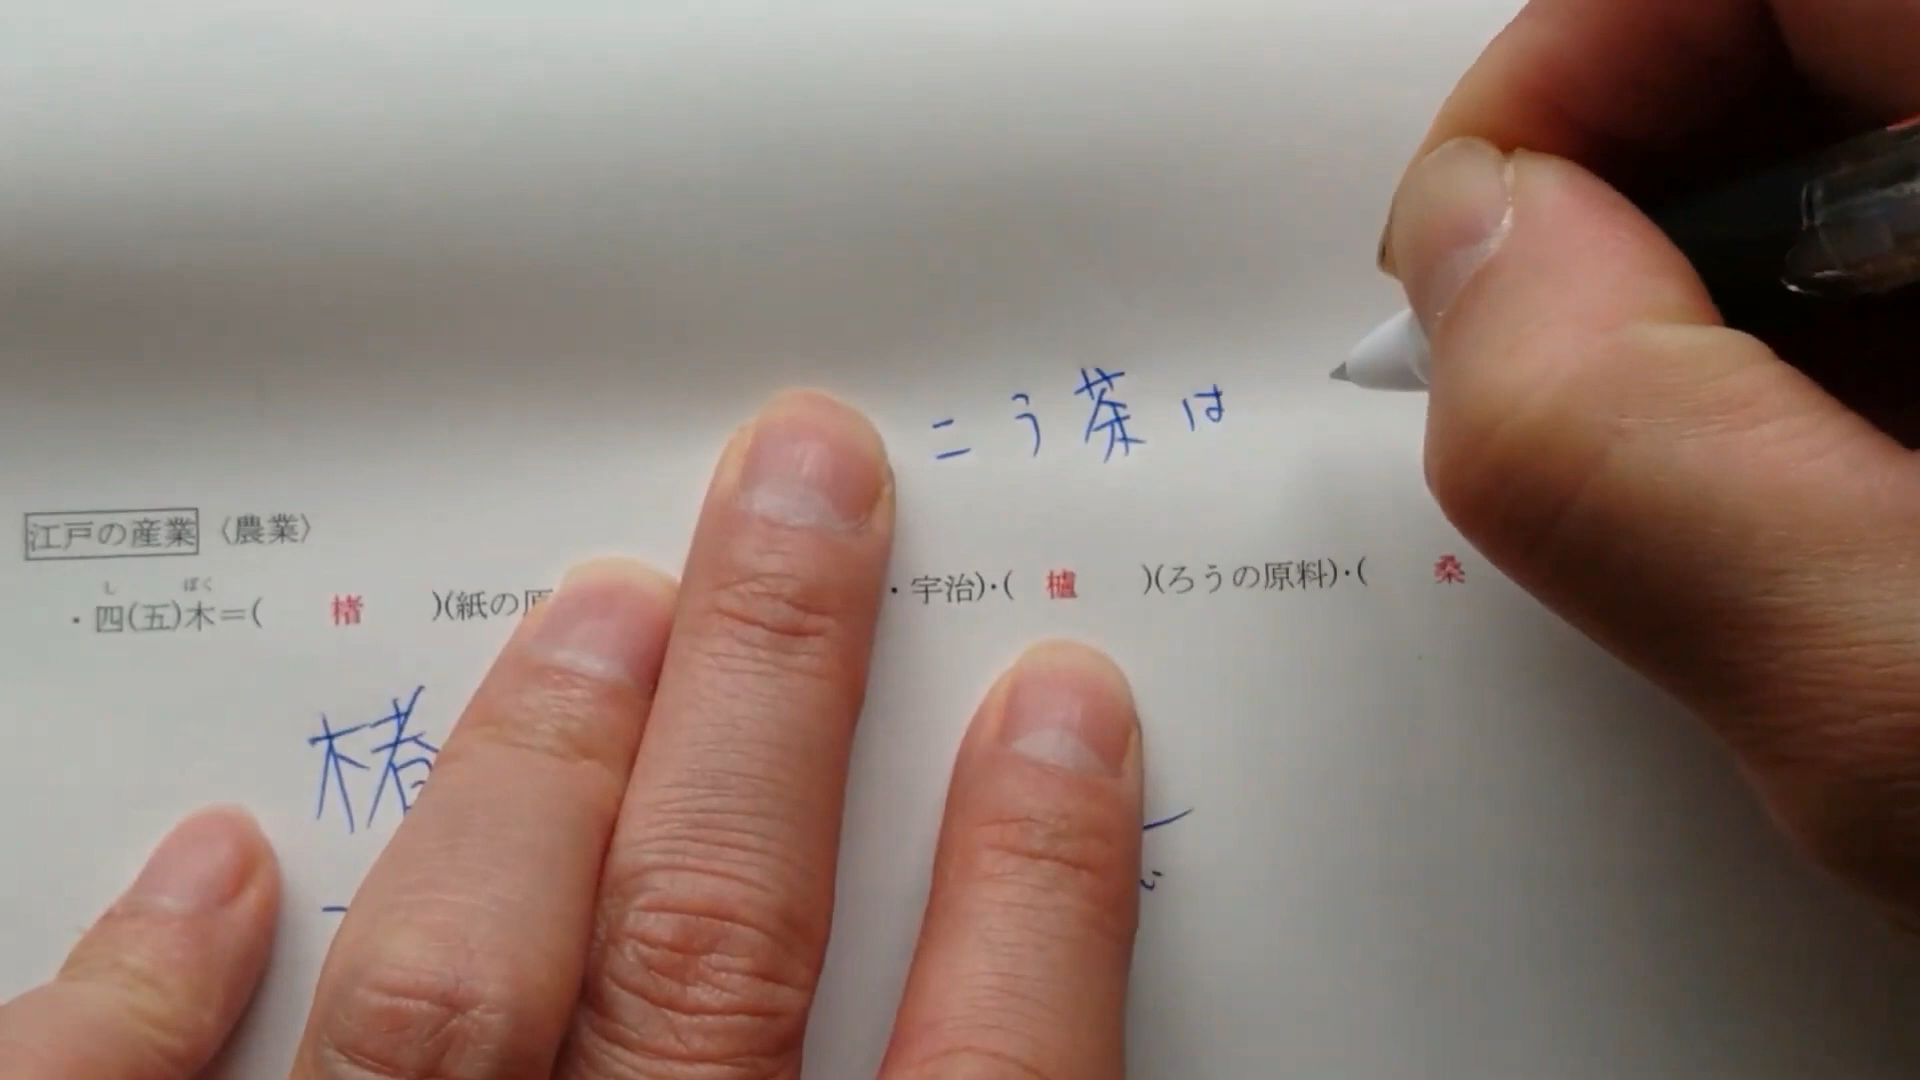 こう茶は
江戸の産業 〈農業〉
し ぼく
・四(五)木＝( 楮 )(紙の原 ・宇治)・( 櫨 )(ろうの原料)・( 桑
楮